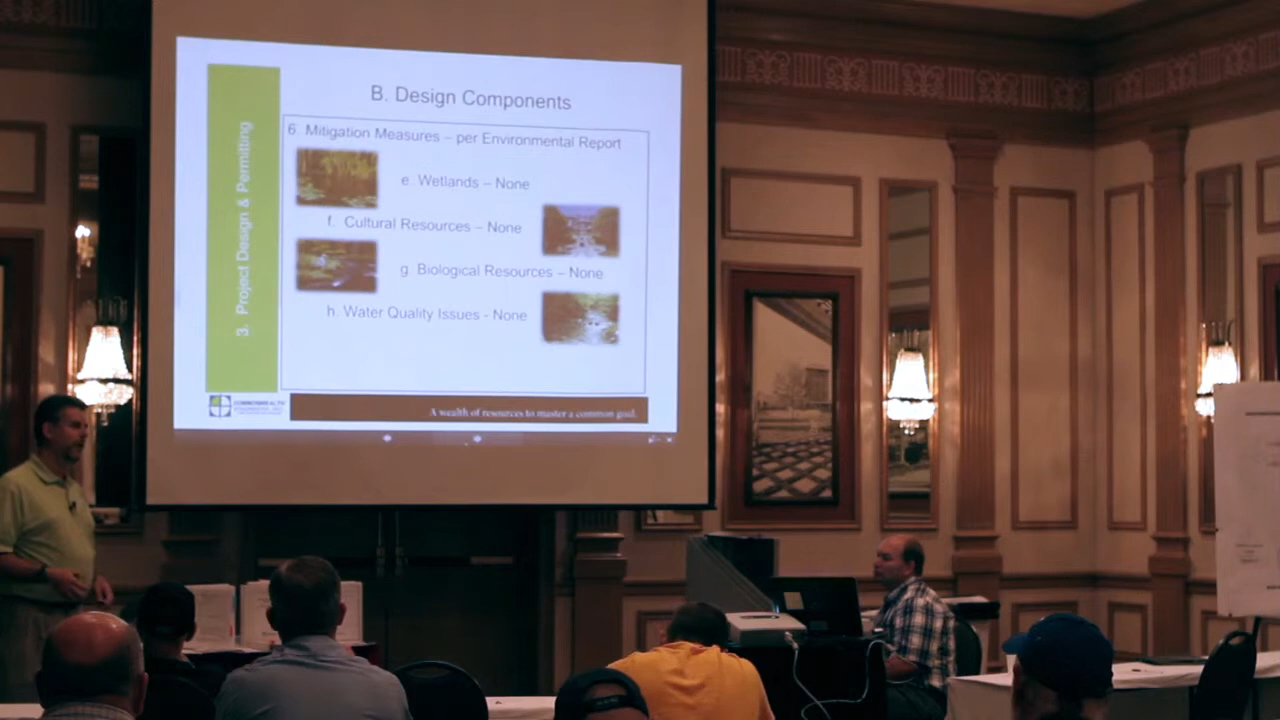 B. Design Components
3. Project Design & Permitting
6. Mitigation Measures – per Environmental Report
e. Wetlands – None
f. Cultural Resources – None
g. Biological Resources – None
h. Water Quality Issues - None
COMMONWEALTH
A wealth of resources to master a common goal.